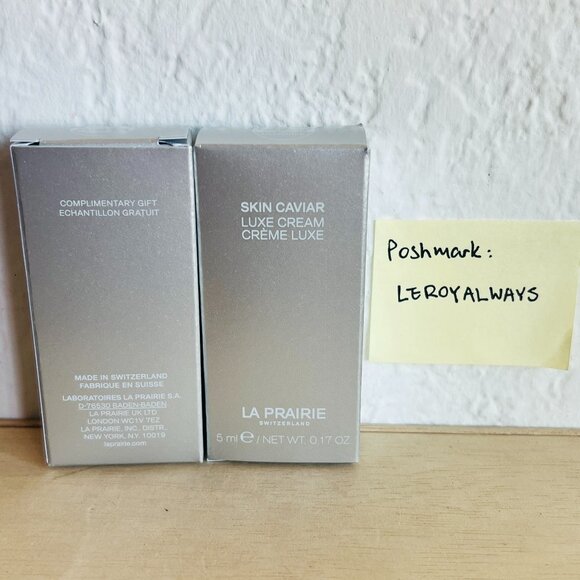 COMPLIMENTARY GIFT
ECHANTILLON GRATUIT
MADE IN SWITZERLAND
FABRIQUE EN SUISSE
LABORATOIRES LA PRAIRIE S.A.
D-76530 BADEN-BADEN
LA PRAIRIE UK LTD
LONDON WC1V 7EZ
LA PRAIRIE, INC. DISTR.,
NEW YORK, N.Y. 10019
laprairie.com
SKIN CAVIAR
LUXE CREAM
CRÈME LUXE
LA PRAIRIE
SWITZERLAND
5 ml ℮ / NET WT. 0.17 OZ
Poshmark:
LEROYALWAYS